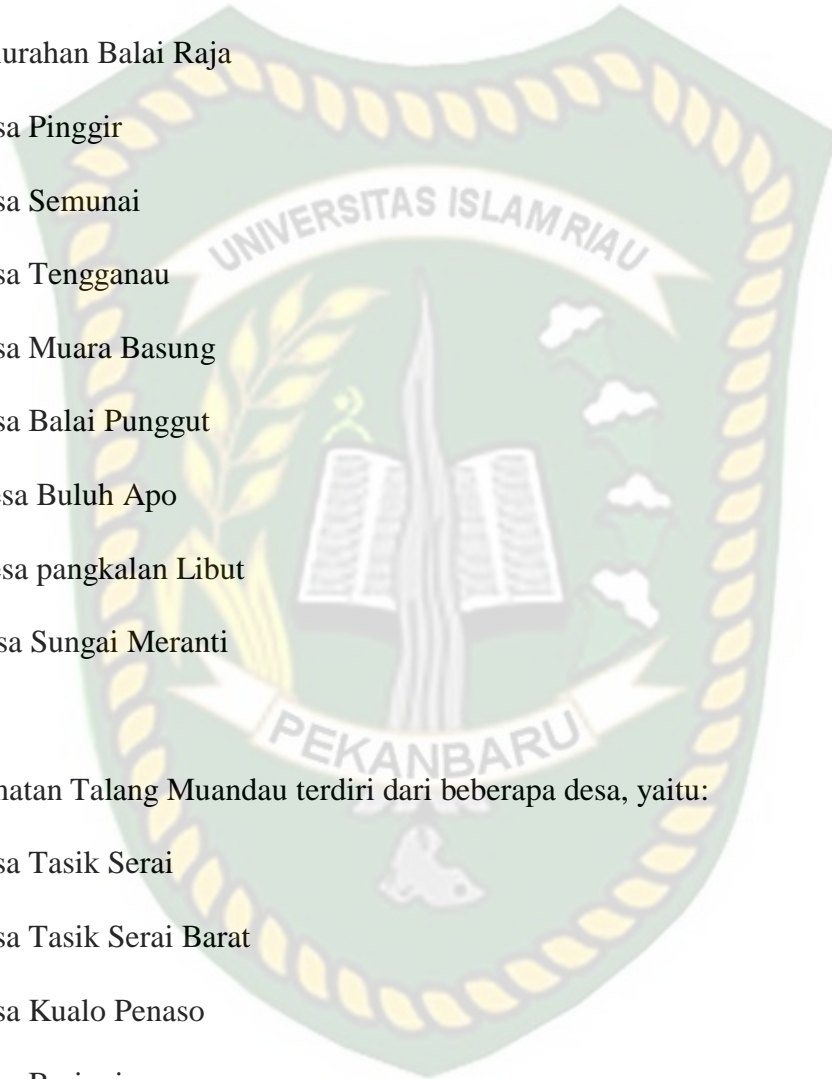 lurahan Balai Raja
sa Pinggir
sa Semunai
UNIVERSITAS ISLAM RIAU
sa Tengganau
sa Muara Basung
sa Balai Punggut
esa Buluh Apo
esa pangkalan Libut
sa Sungai Meranti
PEKANBARU
natan Talang Muandau terdiri dari beberapa desa, yaitu:
sa Tasik Serai
sa Tasik Serai Barat
sa Kualo Penaso